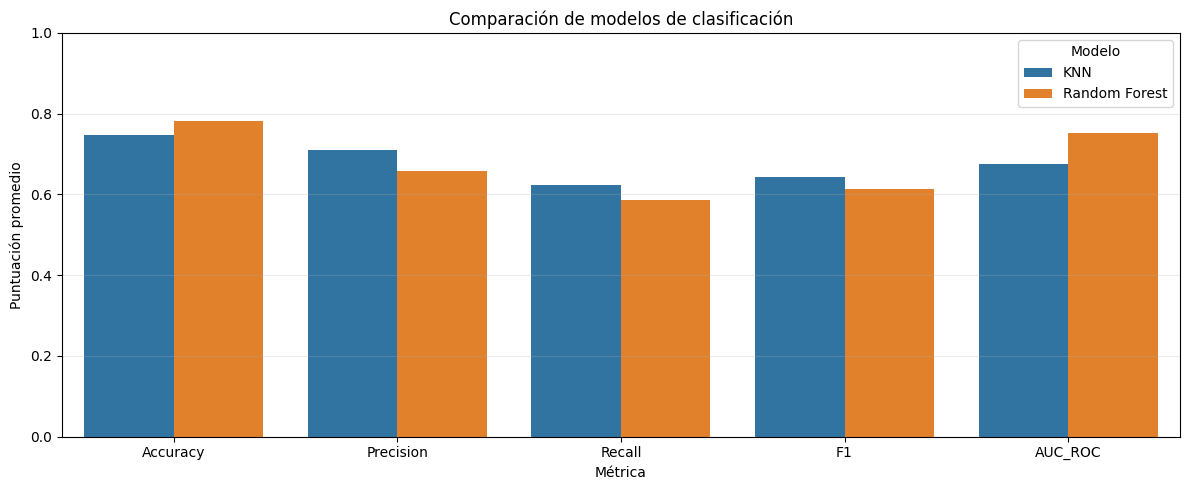 Comparación de modelos de clasificación
Modelo
KNN
Random Forest
Puntuación promedio
1.0
0.8
0.6
0.4
0.2
0.0
Accuracy
Precision
Recall
F1
AUC_ROC
Métrica